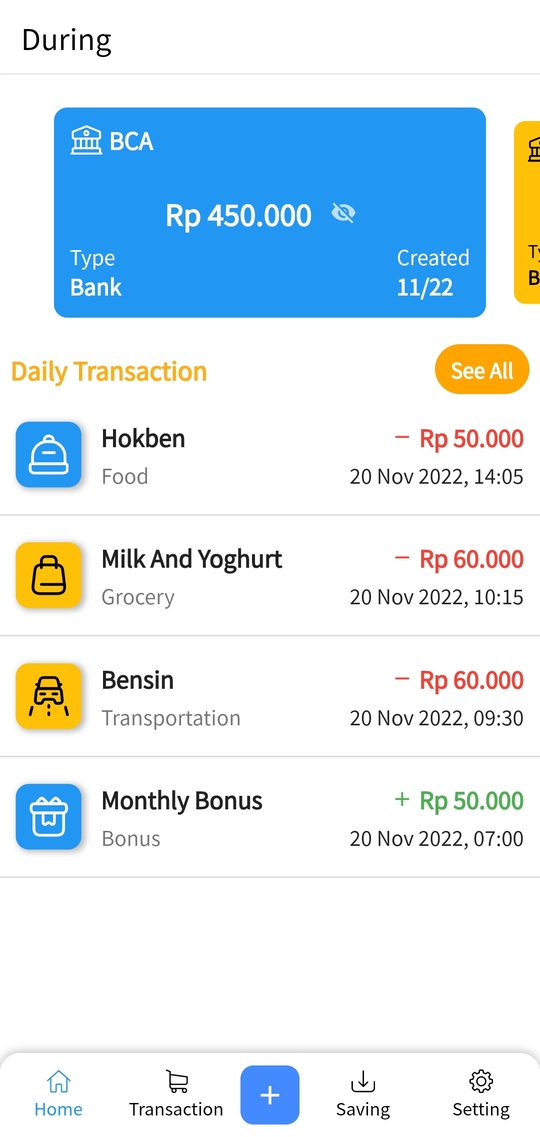 During
BCA
Rp 450.000
Type
Created
Bank
11/22
Daily Transaction
See All
Hokben
− Rp 50.000
Food
20 Nov 2022, 14:05
Milk And Yoghurt
− Rp 60.000
Grocery
20 Nov 2022, 10:15
Bensin
− Rp 60.000
Transportation
20 Nov 2022, 09:30
Monthly Bonus
+ Rp 50.000
Bonus
20 Nov 2022, 07:00
Home
Transaction
+
Saving
Setting